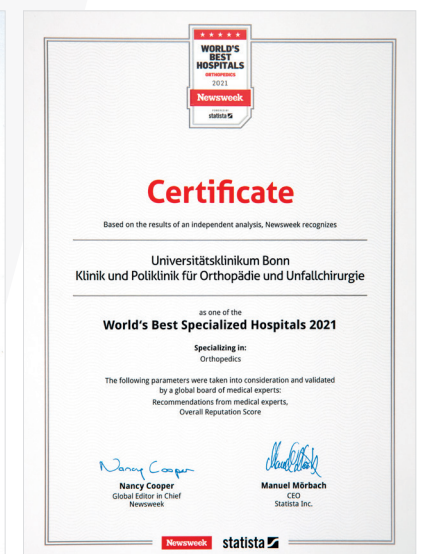 WORLD'S
BEST
HOSPITALS
ORTHOPEDICS
2021
Newsweek
statista
Certificate
Based on the results of an independent analysis, Newsweek recognizes
Universitätsklinikum Bonn
Klinik und Poliklinik für Orthopädie und Unfallchirurgie
as one of the
World's Best Specialized Hospitals 2021
Specializing in:
Orthopedics
The following parameters were taken into consideration and validated
by a global board of medical experts:
Recommendations from medical experts,
Overall Reputation Score
Nancy Cooper
Nancy Cooper
Global Editor in Chief
Newsweek
Manuel Mörbach
CEO
Statista Inc.
Newsweek statista